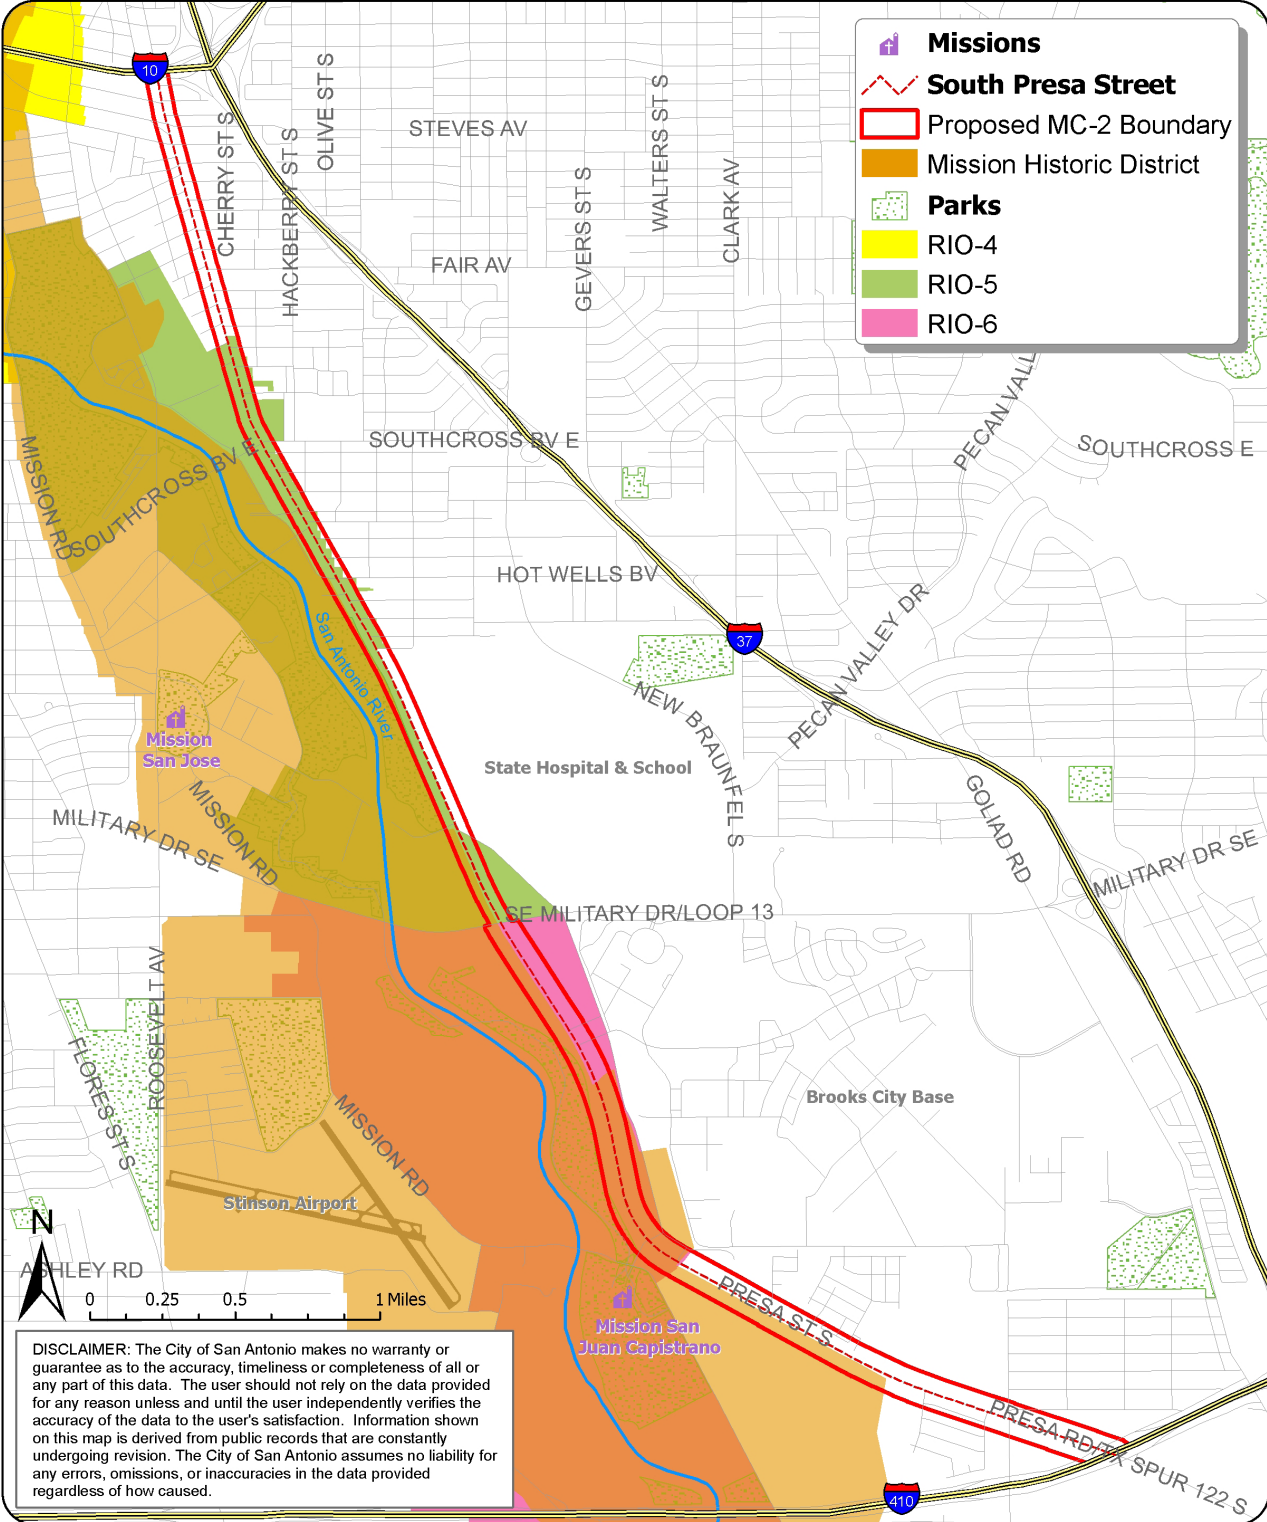 Missions
South Presa Street
Proposed MC-2 Boundary
Mission Historic District
Parks
RIO-4
RIO-5
RIO-6
10
CHERRY ST S
HACKBERRY ST S
OLIVE ST S
STEVES AV
FAIR AV
GEVERS ST S
WALTERS ST S
CLARK AV
PECAN VALL
SOUTHCROSS E
SOUTHCROSS BV E
SOUTHCROSS BV E
MISSION RD
HOT WELLS BV
37
PECAN VALLEY DR
NEW BRAUNFEL S
San Antonio River
Mission
San Jose
State Hospital & School
MISSION RD
MILITARY DR SE
GOLIAD RD
MILITARY DR SE
SE MILITARY DR/LOOP 13
ROOSEVELT AV
FLORES ST S
MISSION RD
Brooks City Base
Stinson Airport
N
ASHLEY RD
0 0.25 0.5 1 Miles
Mission San
Juan Capistrano
PRESA ST S
PRESA RD/TX SPUR 122 S
410
DISCLAIMER: The City of San Antonio makes no warranty or
guarantee as to the accuracy, timeliness or completeness of all or
any part of this data. The user should not rely on the data provided
for any reason unless and until the user independently verifies the
accuracy of the data to the user's satisfaction. Information shown
on this map is derived from public records that are constantly
undergoing revision. The City of San Antonio assumes no liability for
any errors, omissions, or inaccuracies in the data provided
regardless of how caused.